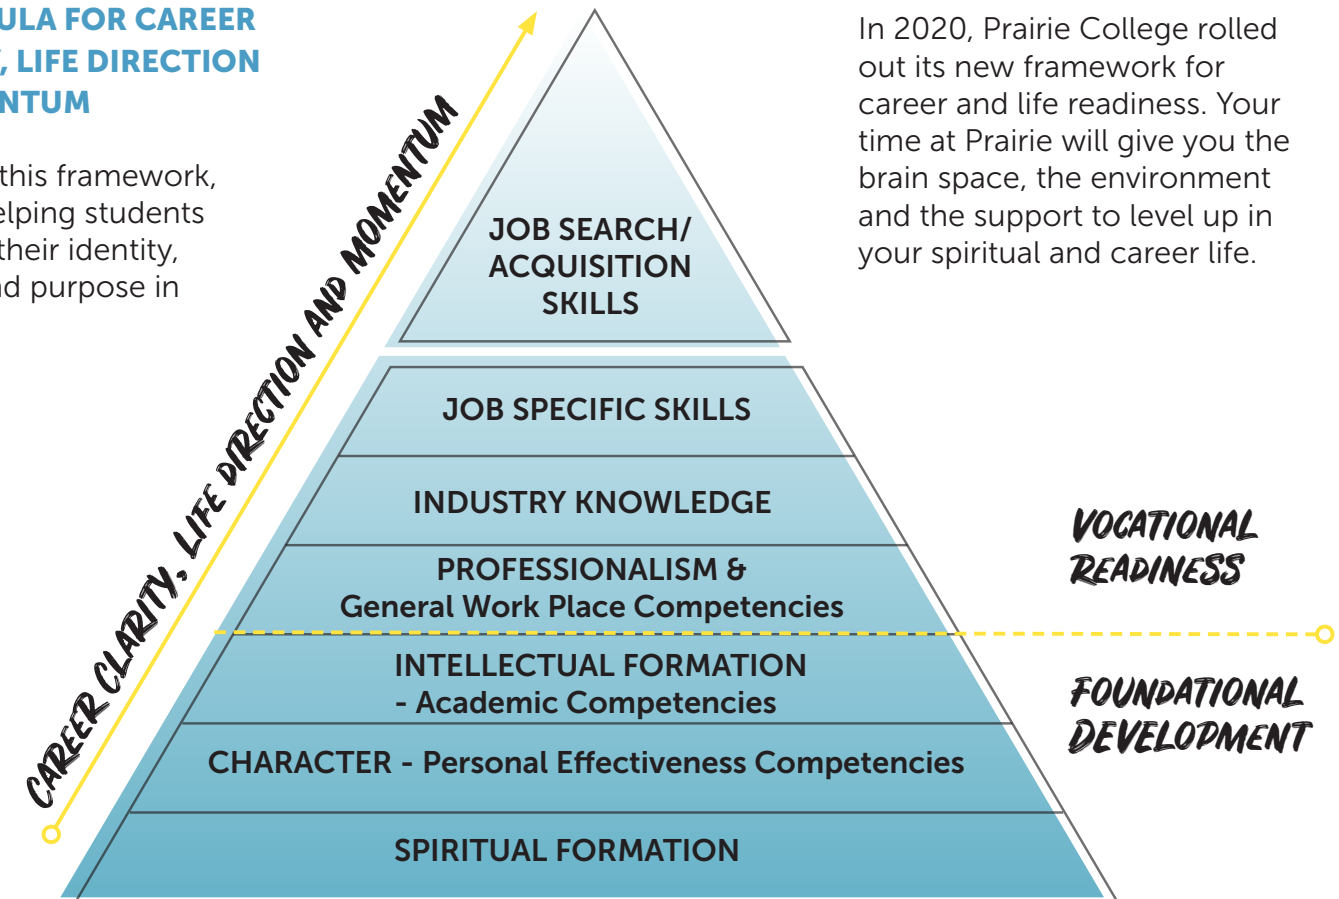 ULA FOR CAREER
, LIFE DIRECTION
NTUM
this framework,
elping students
their identity,
nd purpose in
In 2020, Prairie College rolled
out its new framework for
career and life readiness. Your
time at Prairie will give you the
brain space, the environment
and the support to level up in
your spiritual and career life.
CAREER CLARITY, LIFE DIRECTION AND MOMENTUM
JOB SEARCH/
ACQUISITION
SKILLS
JOB SPECIFIC SKILLS
INDUSTRY KNOWLEDGE
PROFESSIONALISM &
General Work Place Competencies
VOCATIONAL
READINESS
INTELLECTUAL FORMATION
- Academic Competencies
CHARACTER - Personal Effectiveness Competencies
SPIRITUAL FORMATION
FOUNDATIONAL
DEVELOPMENT